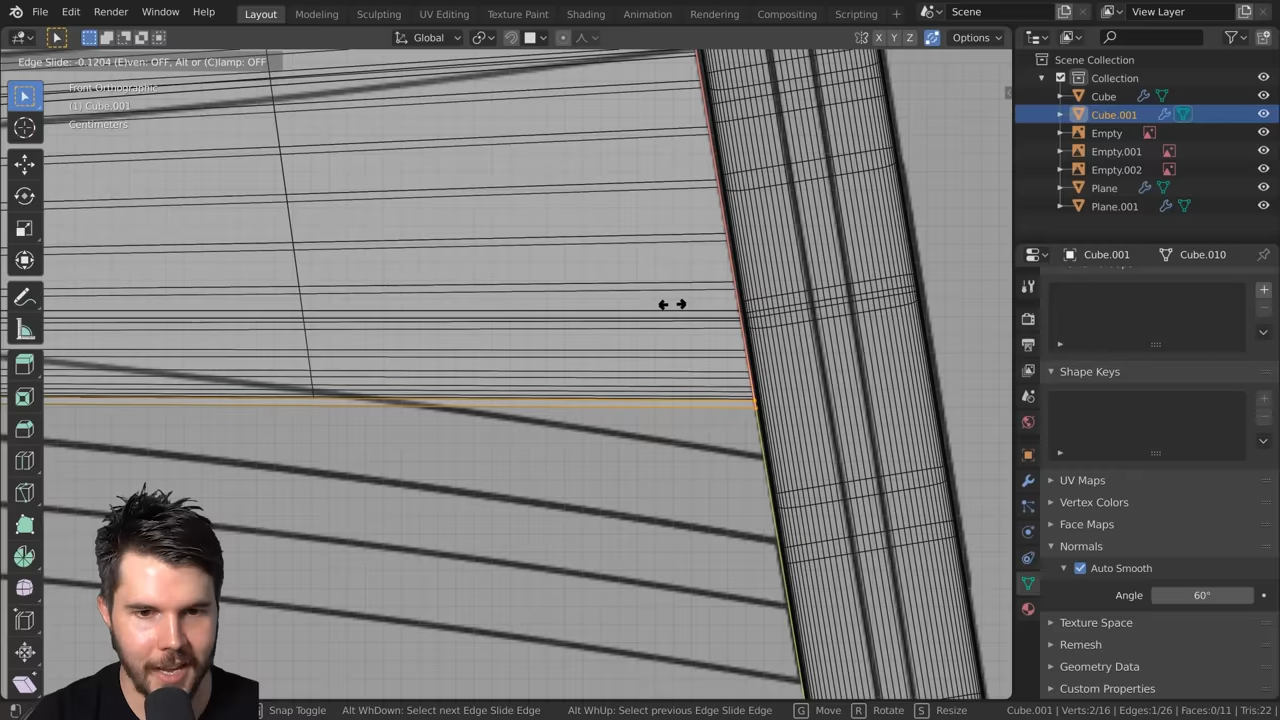 File Edit Render Window Help Layout Modeling Sculpting UV Editing Texture Paint Shading Animation Rendering Compositing Scripting + Scene View Layer
Global X Y Z Options
Edge Slide: -0.1204 (E)ven: OFF, Alt or (C)lamp: OFF
Front Orthographic
(1) Cube.001
Centimeters
Scene Collection
Collection
Cube
Cube.001
Empty
Empty.001
Empty.002
Plane
Plane.001
Cube.001 Cube.010
Shape Keys
UV Maps
Vertex Colors
Face Maps
Normals
Auto Smooth
Angle 60°
Texture Space
Remesh
Geometry Data
Custom Properties
Snap Toggle Alt WhDown: Select next Edge Slide Edge Alt WhUp: Select previous Edge Slide Edge G Move R Rotate S Resize Cube.001 | Verts:2/16 | Edges:1/26 | Faces:0/11 | Tris:22